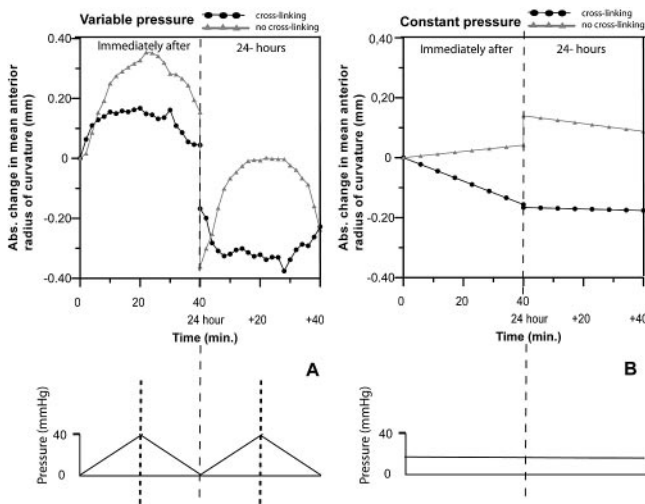 Variable pressure
cross-linking
no cross-linking
Immediately after
24- hours
0,40
0.20
0
-0.20
-0.40
Abs. change in mean anterior
radius of curvature (mm)
0
20
40
24 hour
+20
+40
Time (min.)
A
Pressure (mmHg)
40
0
Constant pressure
cross-linking
no cross-linking
Immediately after
24- hours
0,40
0,20
0
-0.20
-0.40
Abs. change in mean anterior
radius of curvature (mm)
0
20
40
24 hour
+20
+40
Time (min.)
B
Pressure (mmHg)
40
0